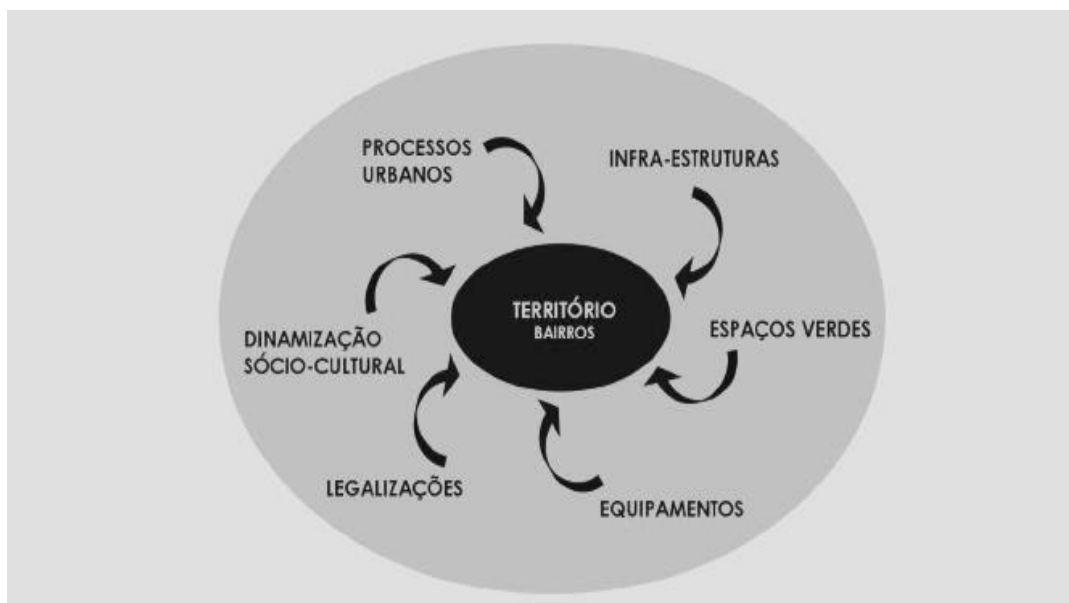 PROCESSOS
URBANOS
INFRA-ESTRUTURAS
TERRITÓRIO
BAIRROS
ESPAÇOS VERDES
DINAMIZAÇÃO
SÓCIO-CULTURAL
LEGALIZAÇÕES
EQUIPAMENTOS